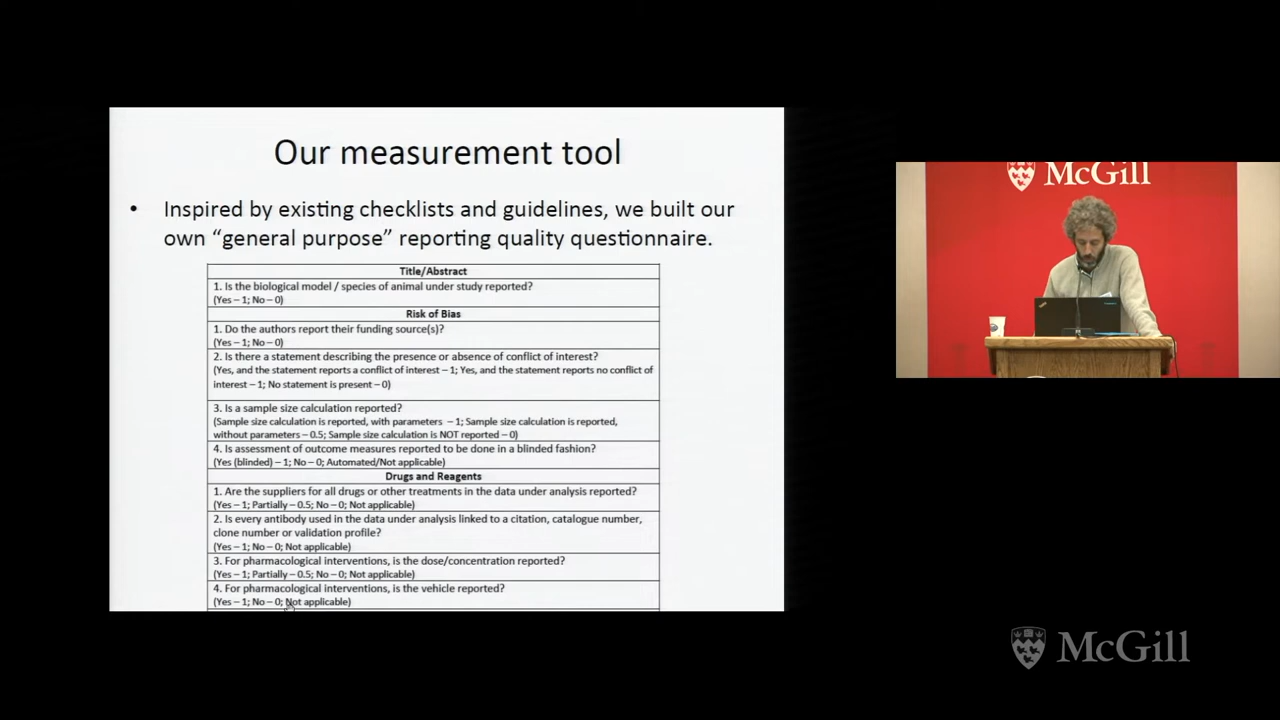 Our measurement tool
• Inspired by existing checklists and guidelines, we built our
own “general purpose” reporting quality questionnaire.
Title/Abstract
1. Is the biological model / species of animal under study reported?
(Yes – 1; No – 0)
Risk of Bias
1. Do the authors report their funding source(s)?
(Yes – 1; No – 0)
2. Is there a statement describing the presence or absence of conflict of interest?
(Yes, and the statement reports a conflict of interest – 1; Yes, and the statement reports no conflict of
interest – 1; No statement is present – 0)
3. Is a sample size calculation reported?
(Sample size calculation is reported, with parameters – 1; Sample size calculation is reported,
without parameters – 0.5; Sample size calculation is NOT reported – 0)
4. Is assessment of outcome measures reported to be done in a blinded fashion?
(Yes (blinded) – 1; No – 0; Automated/Not applicable)
Drugs and Reagents
1. Are the suppliers for all drugs or other treatments in the data under analysis reported?
(Yes – 1; Partially – 0.5; No – 0; Not applicable)
2. Is every antibody used in the data under analysis linked to a citation, catalogue number,
clone number or validation profile?
(Yes – 1; No – 0; Not applicable)
3. For pharmacological interventions, is the dose/concentration reported?
(Yes – 1; Partially – 0.5; No – 0; Not applicable)
4. For pharmacological interventions, is the vehicle reported?
(Yes – 1; No – 0; Not applicable)
McGill
McGill